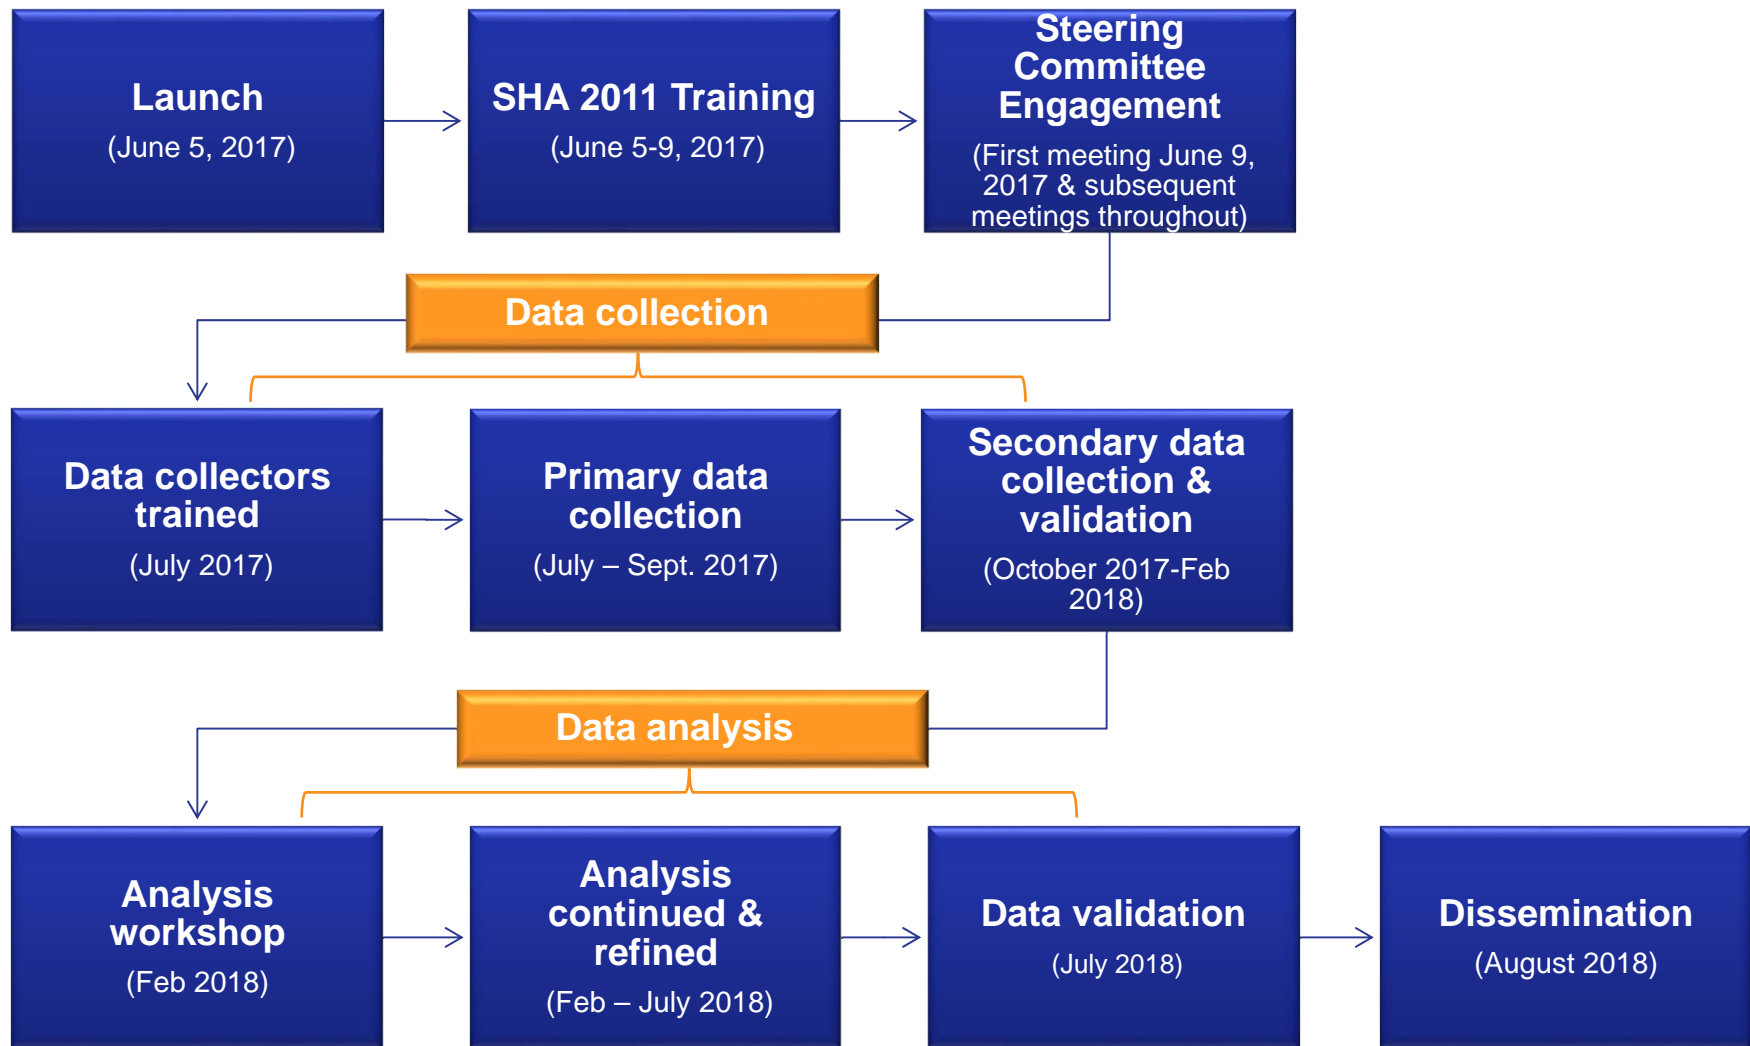 Launch
(June 5, 2017)
SHA 2011 Training
(June 5-9, 2017)
Steering
Committee
Engagement
(First meeting June 9,
2017 & subsequent
meetings throughout)
Data collection
Data collectors
trained
(July 2017)
Primary data
collection
(July – Sept. 2017)
Secondary data
collection &
validation
(October 2017-Feb
2018)
Data analysis
Analysis
workshop
(Feb 2018)
Analysis
continued &
refined
(Feb – July 2018)
Data validation
(July 2018)
Dissemination
(August 2018)